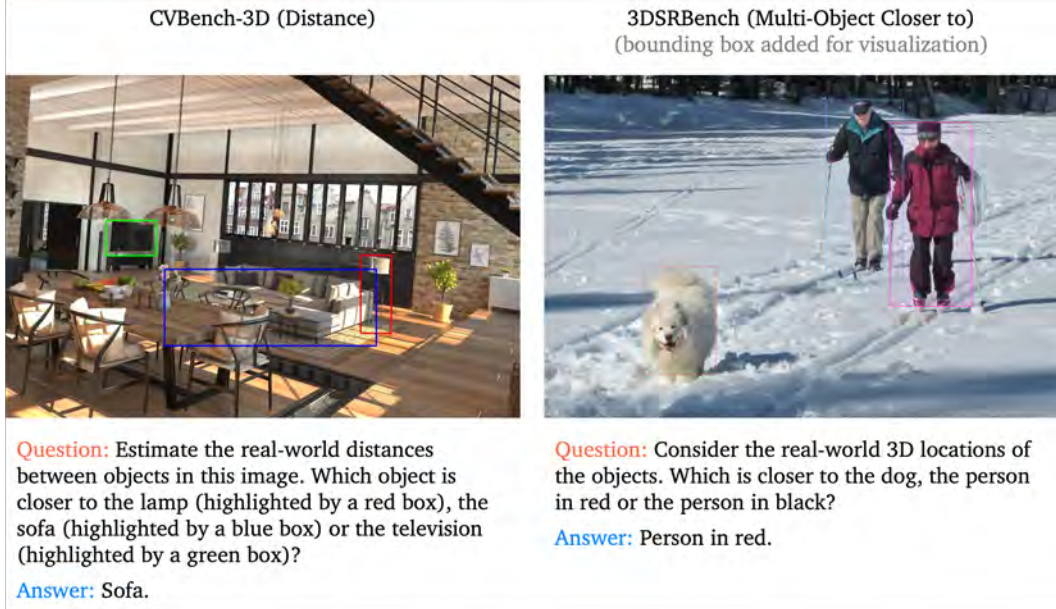 CVBench-3D (Distance)
3DSRBench (Multi-Object Closer to)
(bounding box added for visualization)
Question: Estimate the real-world distances
between objects in this image. Which object is
closer to the lamp (highlighted by a red box), the
sofa (highlighted by a blue box) or the television
(highlighted by a green box)?
Answer: Sofa.
Question: Consider the real-world 3D locations of
the objects. Which is closer to the dog, the person
in red or the person in black?
Answer: Person in red.